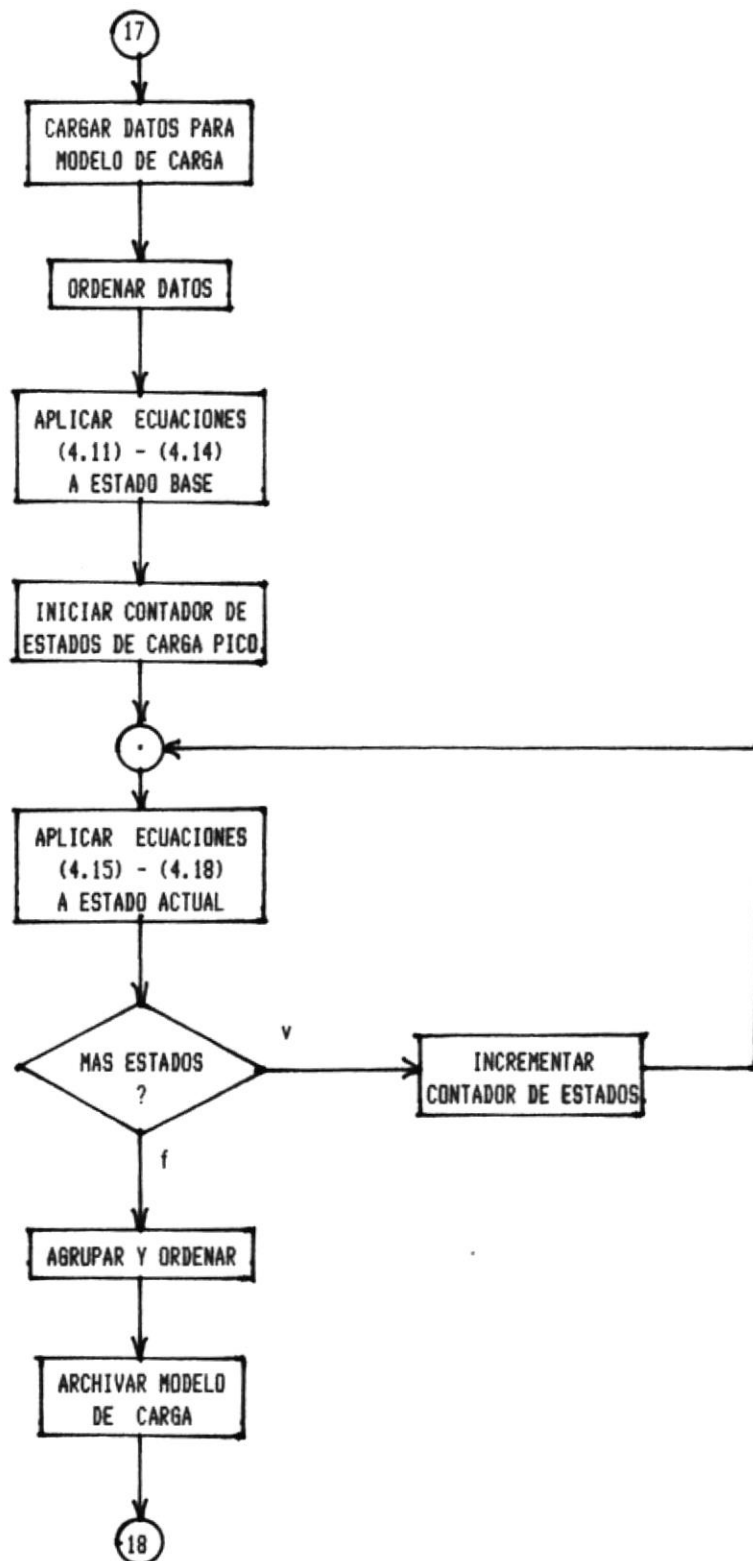 17
CARGAR DATOS PARA
MODELO DE CARGA
ORDENAR DATOS
APLICAR ECUACIONES
(4.11) - (4.14)
A ESTADO BASE
INICIAR CONTADOR DE
ESTADOS DE CARGA PICO
APLICAR ECUACIONES
(4.15) - (4.18)
A ESTADO ACTUAL
MAS ESTADOS
?
v
INCREMENTAR
CONTADOR DE ESTADOS
f
AGRUPAR Y ORDENAR
ARCHIVAR MODELO
DE CARGA
18